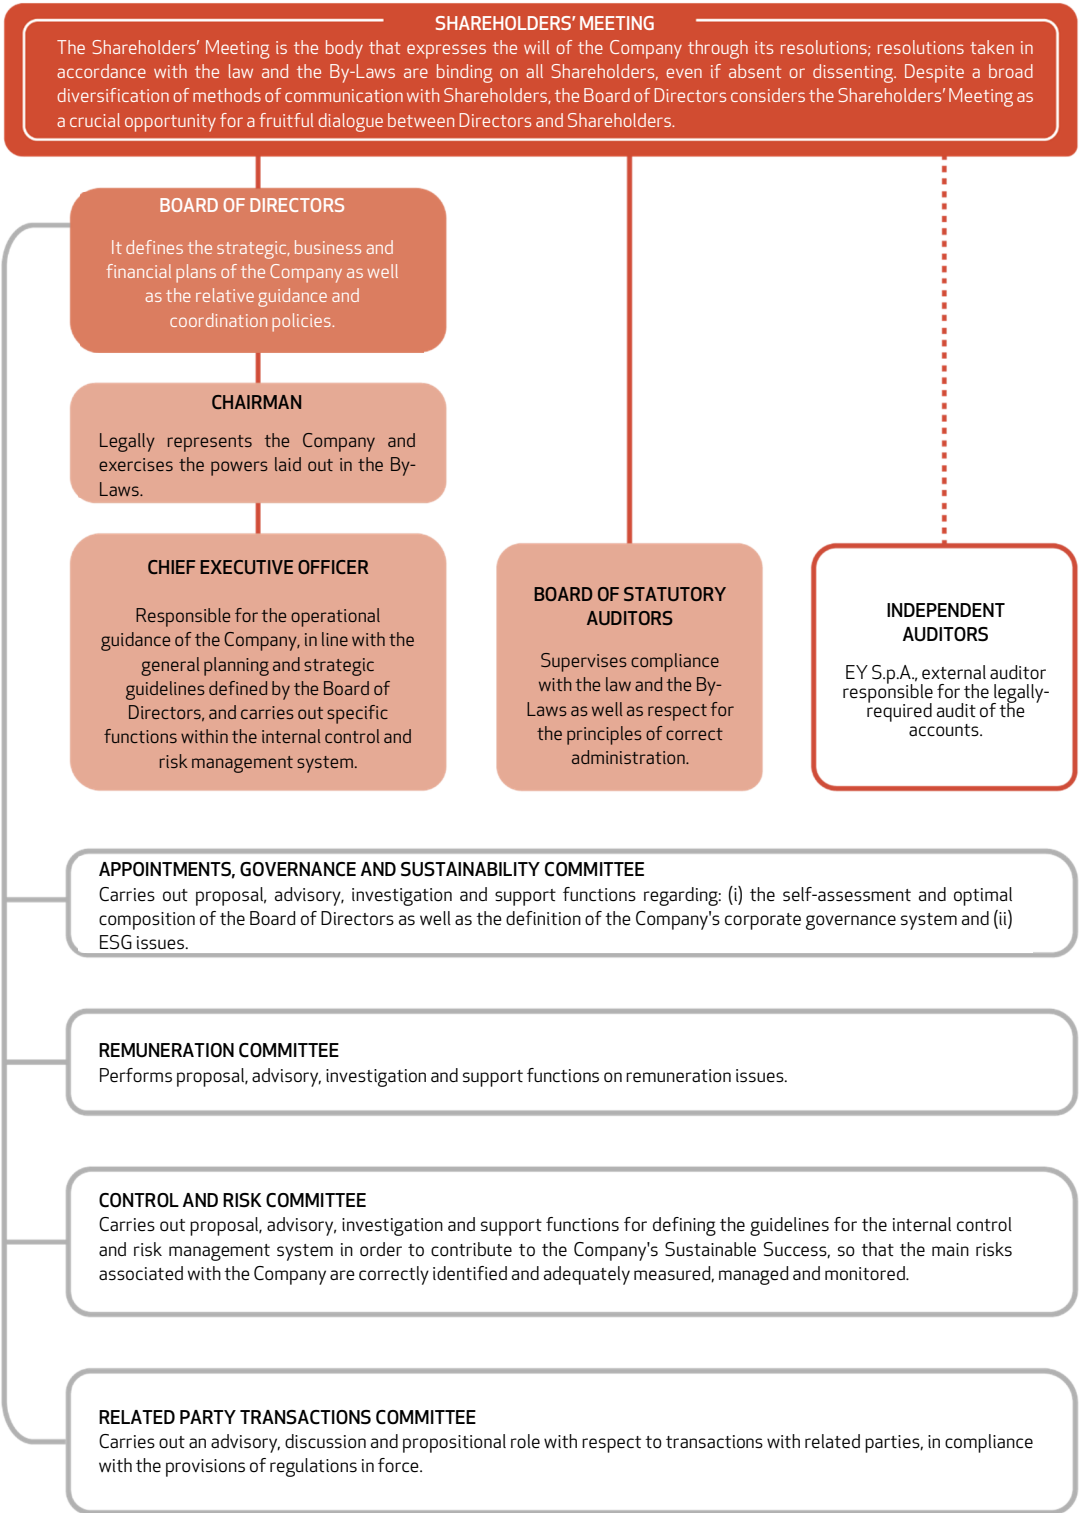 SHAREHOLDERS’ MEETING
The Shareholders’ Meeting is the body that expresses the will of the Company through its resolutions; resolutions taken in
accordance with the law and the By-Laws are binding on all Shareholders, even if absent or dissenting. Despite a broad
diversification of methods of communication with Shareholders, the Board of Directors considers the Shareholders’ Meeting as
a crucial opportunity for a fruitful dialogue between Directors and Shareholders.
BOARD OF DIRECTORS
It defines the strategic, business and
financial plans of the Company as well
as the relative guidance and
coordination policies.
CHAIRMAN
Legally represents the Company and
exercises the powers laid out in the By-
Laws.
CHIEF EXECUTIVE OFFICER
Responsible for the operational
guidance of the Company, in line with the
general planning and strategic
guidelines defined by the Board of
Directors, and carries out specific
functions within the internal control and
risk management system.
BOARD OF STATUTORY
AUDITORS
Supervises compliance
with the law and the By-
Laws as well as respect for
the principles of correct
administration.
INDEPENDENT
AUDITORS
EY S.p.A., external auditor
responsible for the legally-
required audit of the
accounts.
APPOINTMENTS, GOVERNANCE AND SUSTAINABILITY COMMITTEE
Carries out proposal, advisory, investigation and support functions regarding: (i) the self-assessment and optimal
composition of the Board of Directors as well as the definition of the Company's corporate governance system and (ii)
ESG issues.
REMUNERATION COMMITTEE
Performs proposal, advisory, investigation and support functions on remuneration issues.
CONTROL AND RISK COMMITTEE
Carries out proposal, advisory, investigation and support functions for defining the guidelines for the internal control
and risk management system in order to contribute to the Company's Sustainable Success, so that the main risks
associated with the Company are correctly identified and adequately measured, managed and monitored.
RELATED PARTY TRANSACTIONS COMMITTEE
Carries out an advisory, discussion and propositional role with respect to transactions with related parties, in compliance
with the provisions of regulations in force.